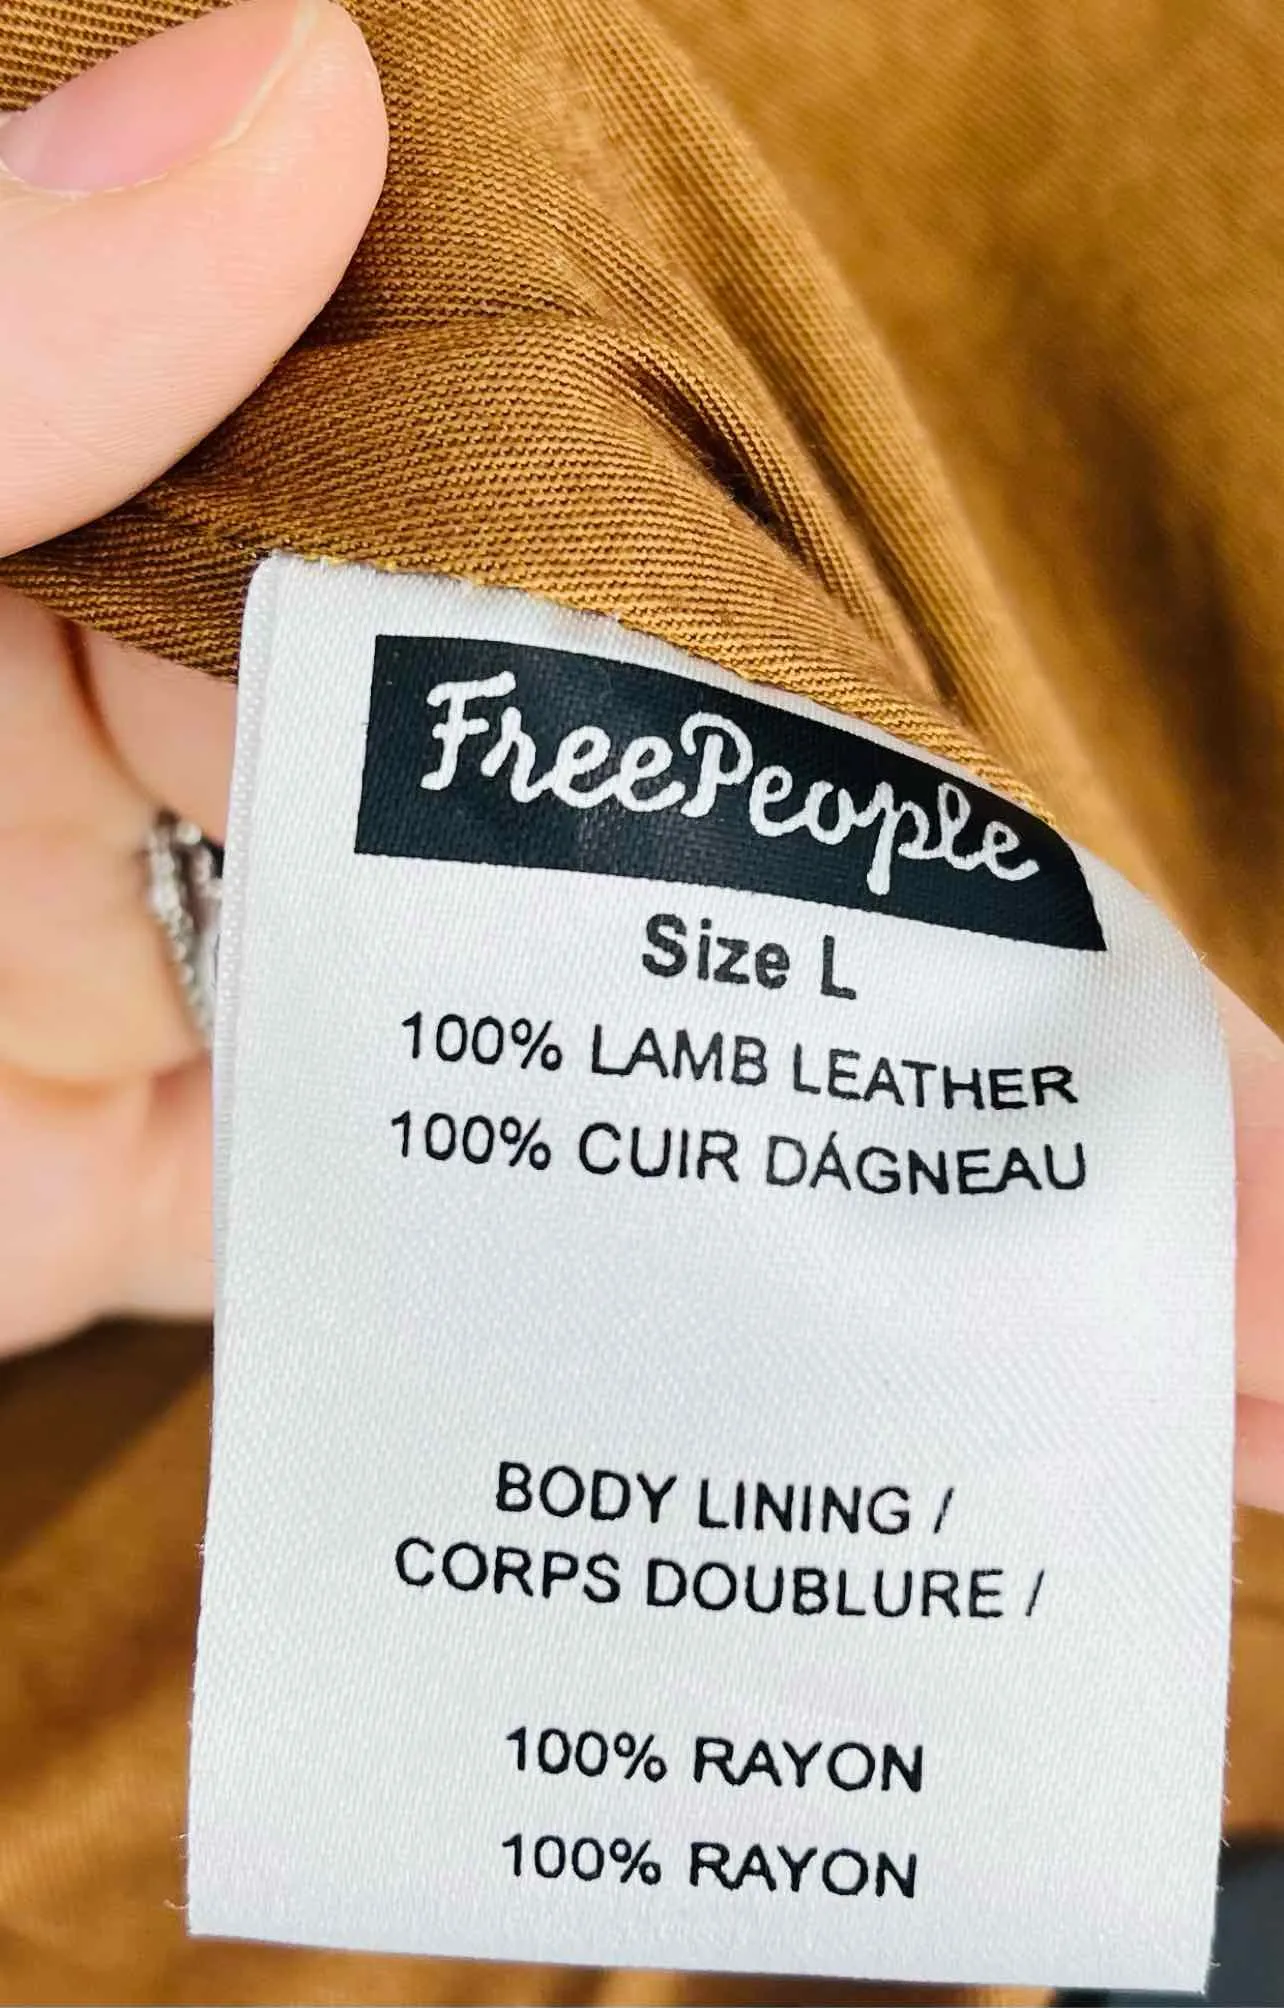 FreePeople
Size L
100% LAMB LEATHER
100% CUIR DÁGNEAU
BODY LINING /
CORPS DOUBLURE /
100% RAYON
100% RAYON